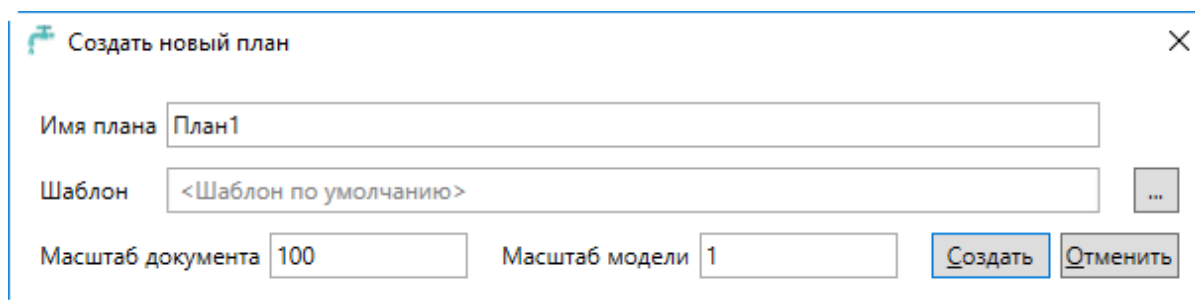 Создать новый план
Имя плана План1
Шаблон <Шаблон по умолчанию> ...
Масштаб документа 100 Масштаб модели 1 Создать Отменить